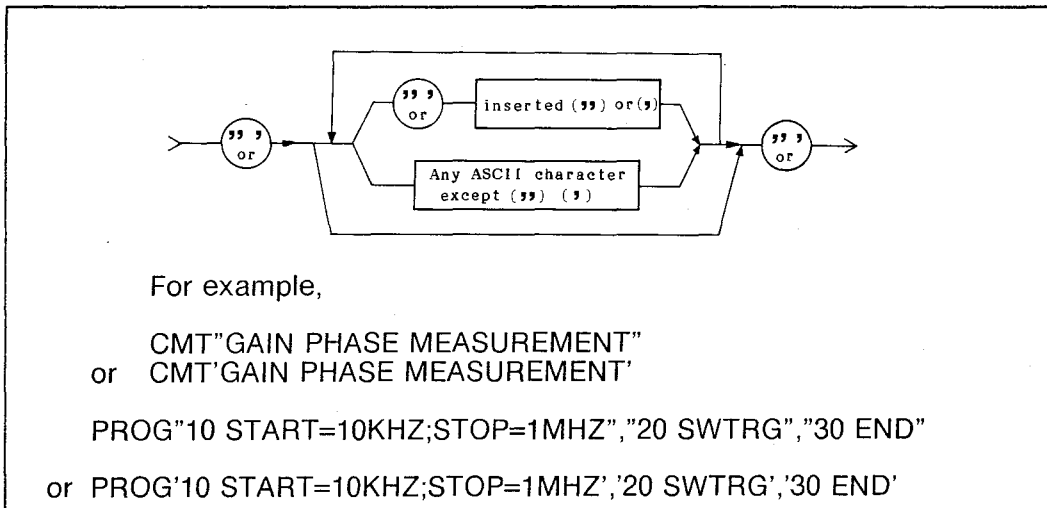 ” ’
or
” ’
or
inserted (”) or (’)
Any ASCII character
except (”) (’)
” ’
or
For example,
CMT"GAIN PHASE MEASUREMENT"
or CMT'GAIN PHASE MEASUREMENT'
PROG"10 START=10KHZ;STOP=1MHZ","20 SWTRG","30 END"
or PROG'10 START=10KHZ;STOP=1MHZ','20 SWTRG','30 END'